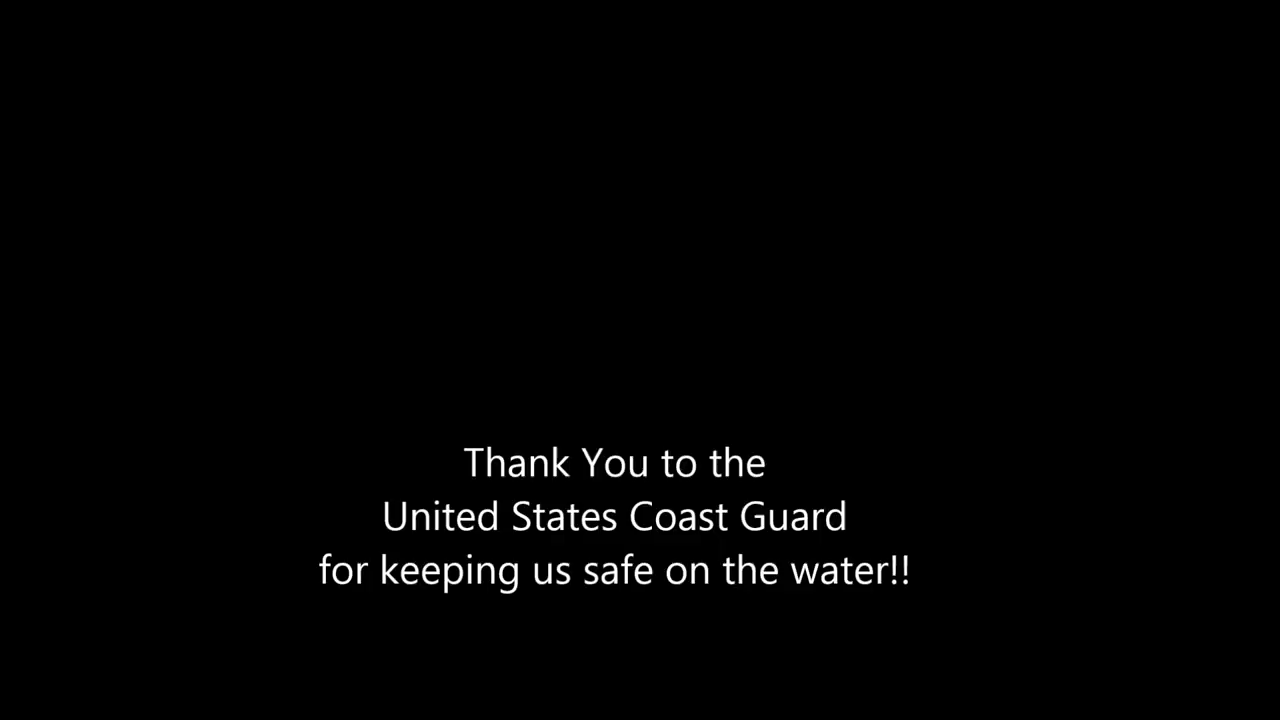 Thank You to the
United States Coast Guard
for keeping us safe on the water!!